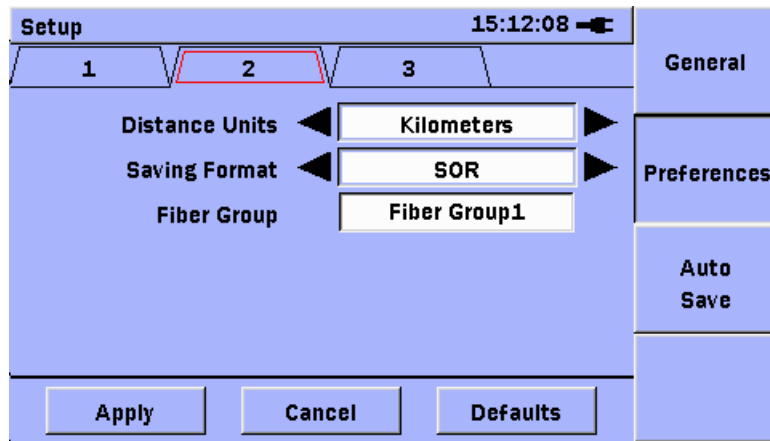 Setup 15:12:08
1 2 3
General
Distance Units Kilometers
Saving Format SOR
Preferences
Fiber Group Fiber Group1
Auto
Save
Apply Cancel Defaults